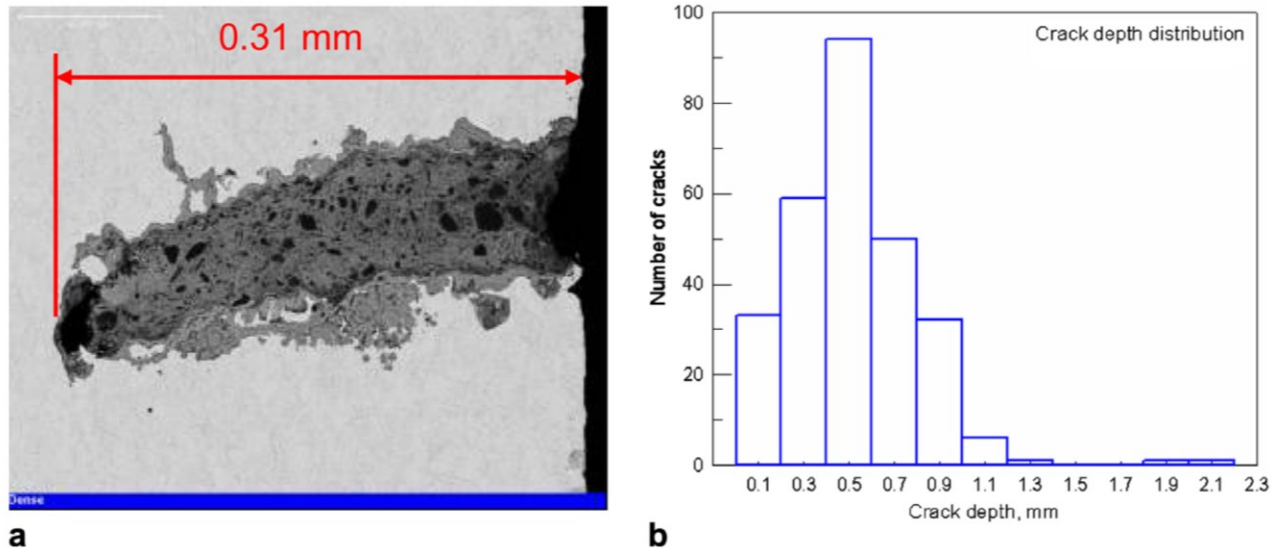 0.31 mm
Dense
a
Crack depth distribution
Number of cracks
100
80
60
40
20
0
0.1 0.3 0.5 0.7 0.9 1.1 1.3 1.5 1.7 1.9 2.1 2.3
Crack depth, mm
b